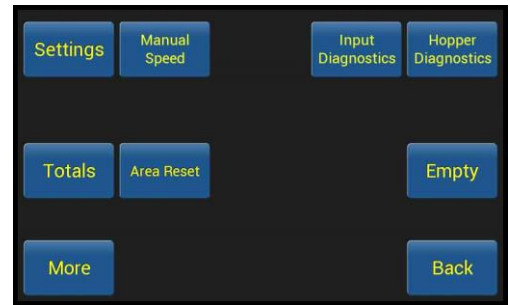 Settings
Manual
Speed
Input
Diagnostics
Hopper
Diagnostics
Totals
Area Reset
Empty
More
Back